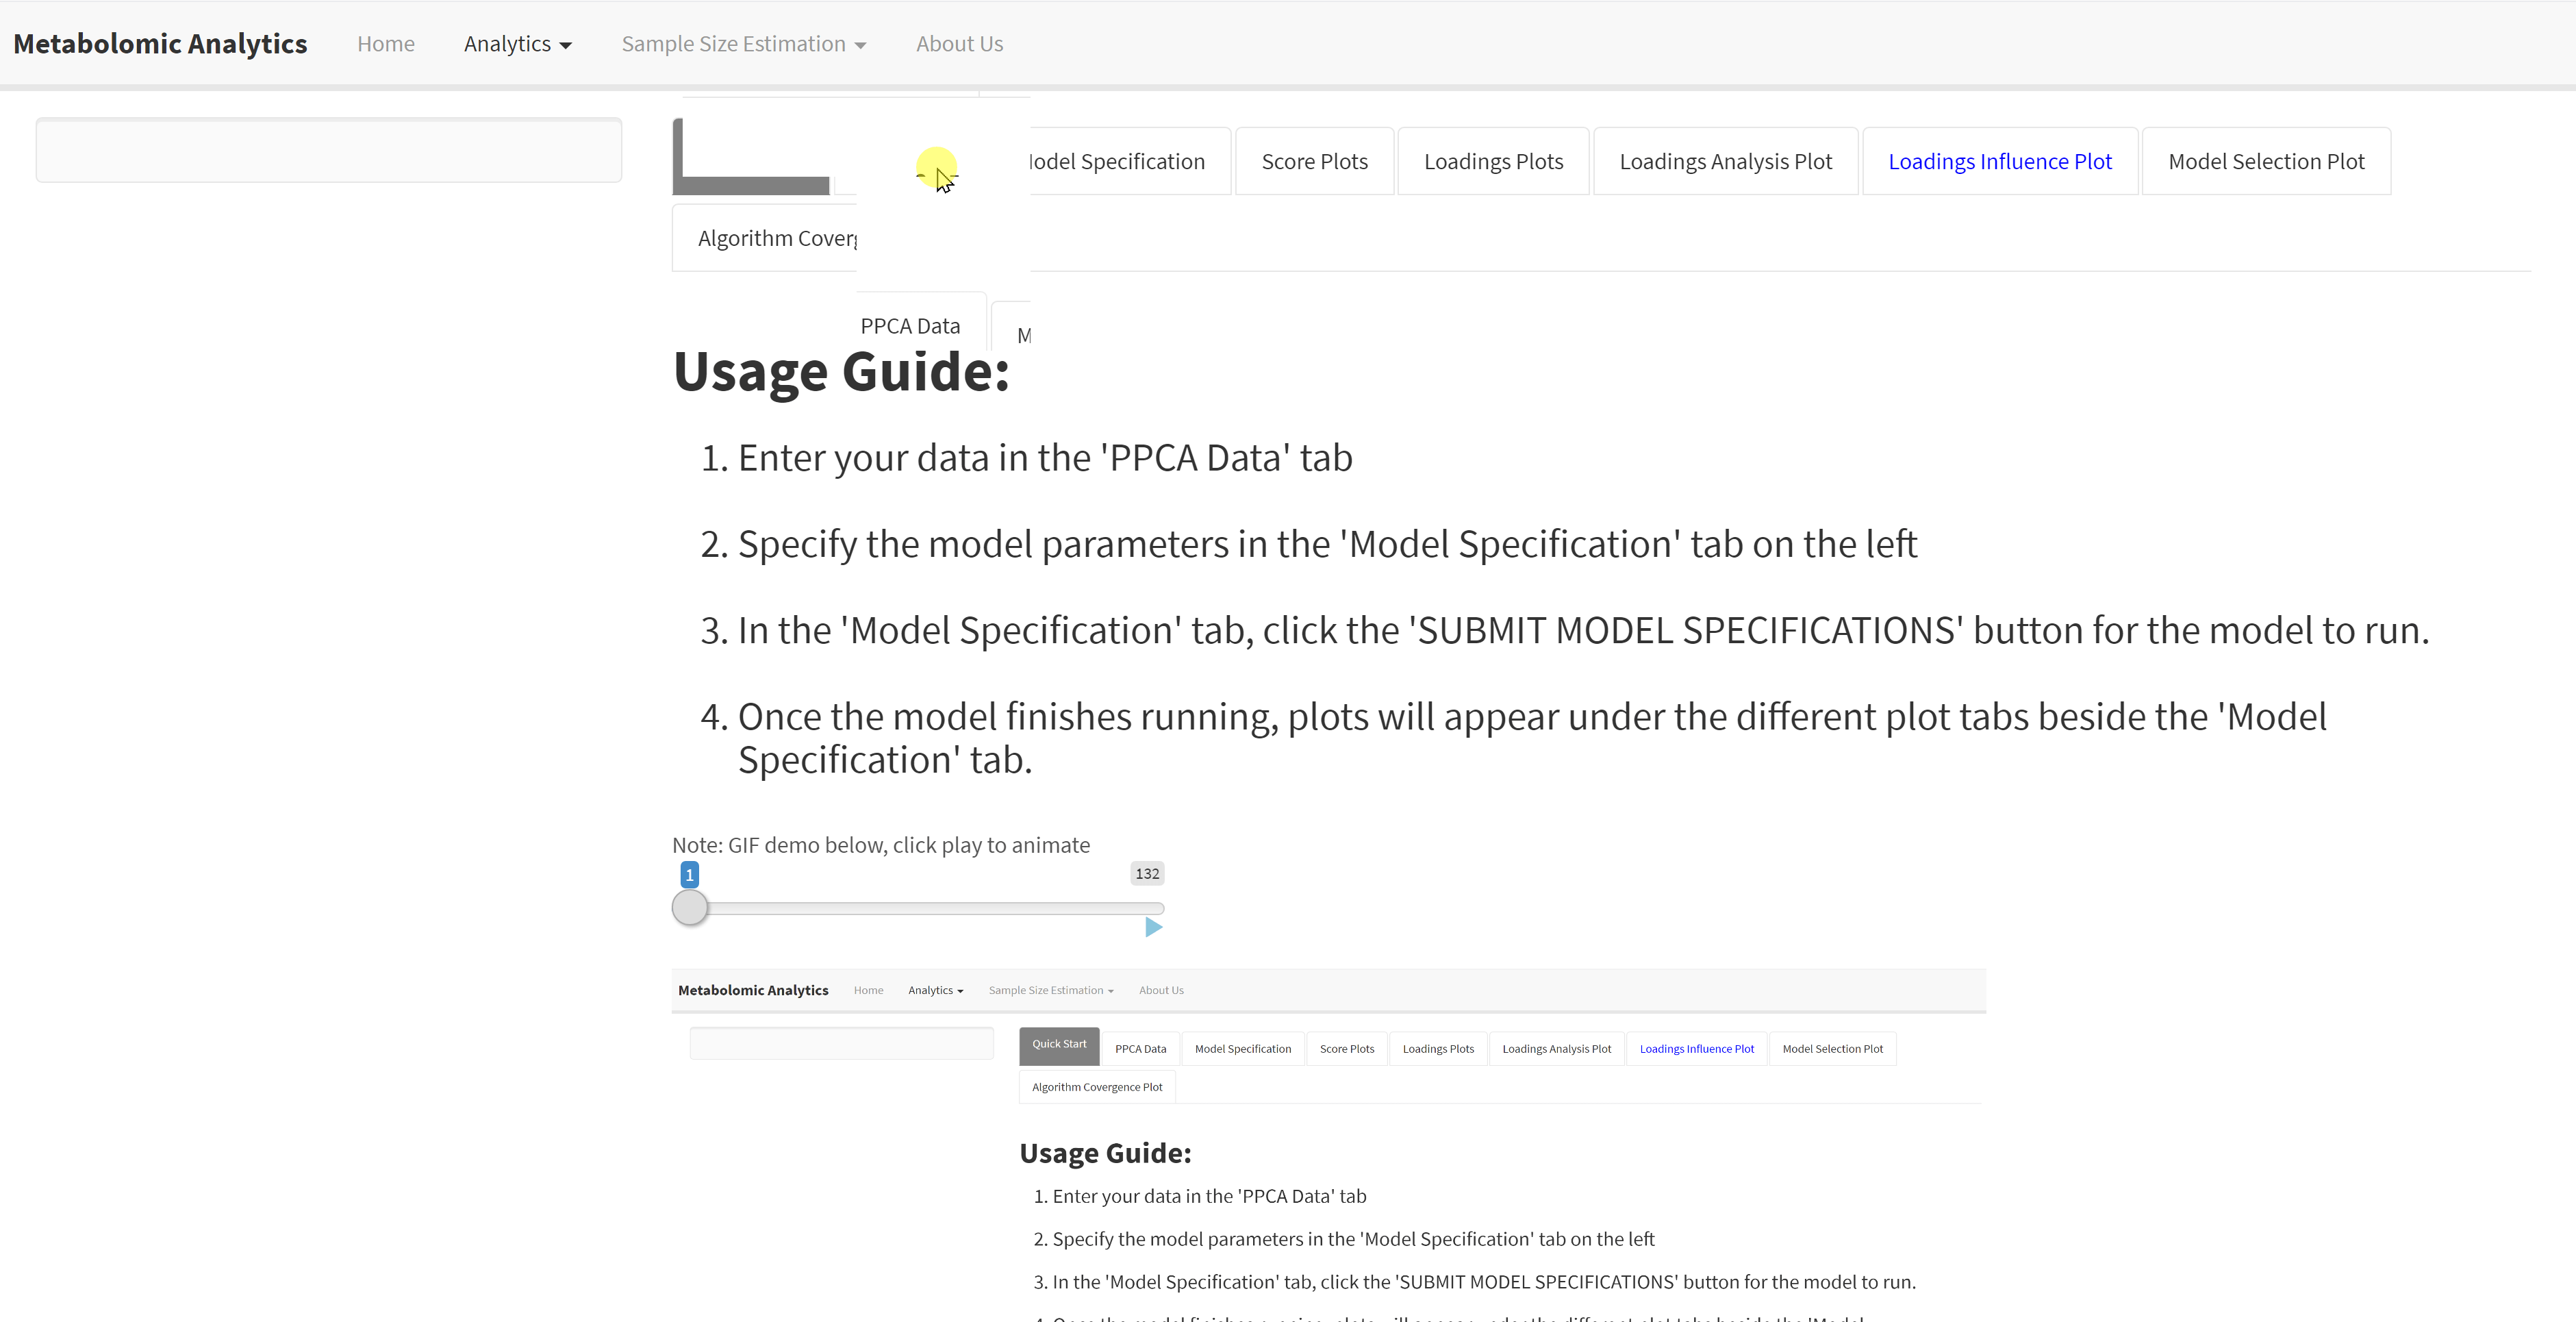 Metabolomic Analytics Home Analytics Sample Size Estimation About Us
Specification Score Plots Loadings Plots Loadings Analysis Plot Loadings Influence Plot Model Selection Plot
Algorithm
PPCA Data M
Usage Guide:
1. Enter your data in the 'PPCA Data' tab
2. Specify the model parameters in the 'Model Specification' tab on the left
3. In the 'Model Specification' tab, click the 'SUBMIT MODEL SPECIFICATIONS' button for the model to run.
4. Once the model finishes running, plots will appear under the different plot tabs beside the 'Model
Specification' tab.
Note: GIF demo below, click play to animate
1 132
Metabolomic Analytics Home Analytics Sample Size Estimation About Us
Quick Start PPCA Data Model Specification Score Plots Loadings Plots Loadings Analysis Plot Loadings Influence Plot Model Selection Plot
Algorithm Covergence Plot
Usage Guide:
1. Enter your data in the 'PPCA Data' tab
2. Specify the model parameters in the 'Model Specification' tab on the left
3. In the 'Model Specification' tab, click the 'SUBMIT MODEL SPECIFICATIONS' button for the model to run.